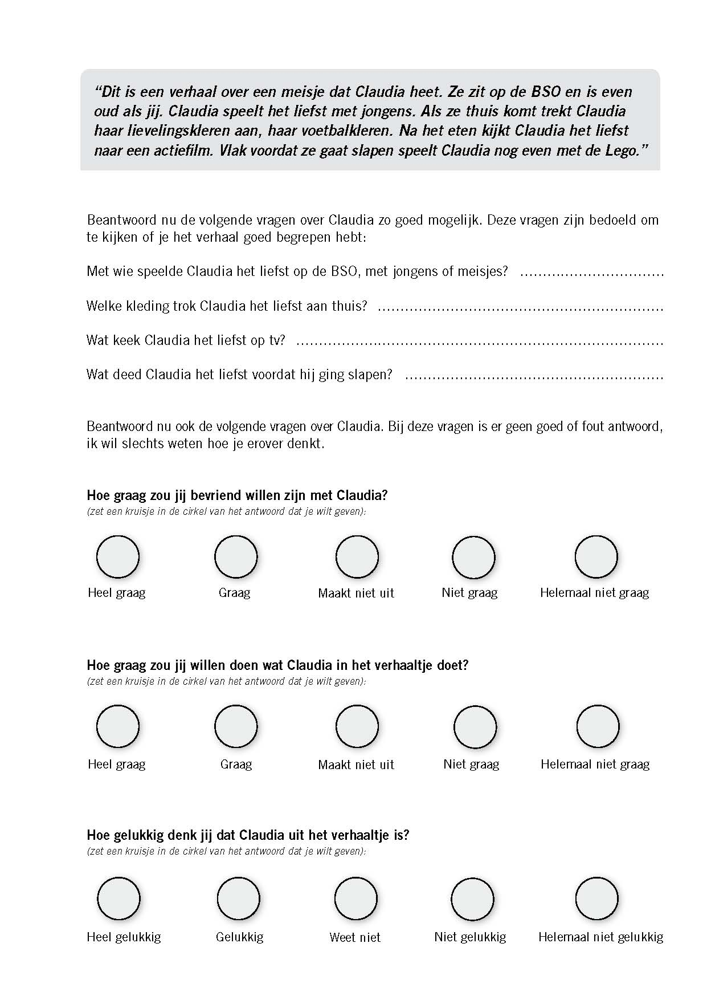 “Dit is een verhaal over een meisje dat Claudia heet. Ze zit op de BSO en is even
oud als jij. Claudia speelt het liefst met jongens. Als ze thuis komt trekt Claudia
haar lievelingskleren aan, haar voetbalkleren. Na het eten kijkt Claudia het liefst
naar een actiefilm. Vlak voordat ze gaat slapen speelt Claudia nog even met de Lego.”
Beantwoord nu de volgende vragen over Claudia zo goed mogelijk. Deze vragen zijn bedoeld om
te kijken of je het verhaal goed begrepen hebt:
Met wie speelde Claudia het liefst op de BSO, met jongens of meisjes? ................................
Welke kleding trok Claudia het liefst aan thuis? ...............................................................
Wat keek Claudia het liefst op tv? .................................................................................
Wat deed Claudia het liefst voordat hij ging slapen? .........................................................
Beantwoord nu ook de volgende vragen over Claudia. Bij deze vragen is er geen goed of fout antwoord,
ik wil slechts weten hoe je erover denkt.
Hoe graag zou jij bevriend willen zijn met Claudia?
(zet een kruisje in de cirkel van het antwoord dat je wilt geven):
Heel graag Graag Maakt niet uit Niet graag Helemaal niet graag
Hoe graag zou jij willen doen wat Claudia in het verhaaltje doet?
(zet een kruisje in de cirkel van het antwoord dat je wilt geven):
Heel graag Graag Maakt niet uit Niet graag Helemaal niet graag
Hoe gelukkig denk jij dat Claudia uit het verhaaltje is?
(zet een kruisje in de cirkel van het antwoord dat je wilt geven):
Heel gelukkig Gelukkig Weet niet Niet gelukkig Helemaal niet gelukkig